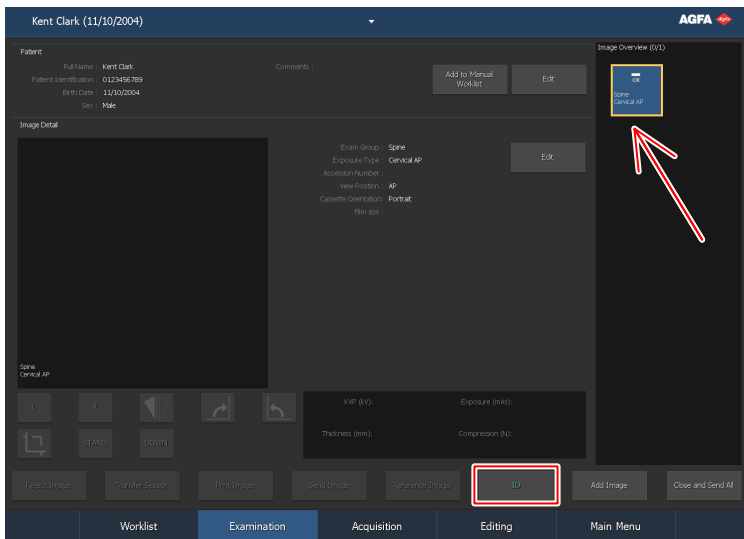 Kent Clark (11/10/2004)
AGFA
Patient
Full Name : Kent Clark
Patient Identification : 0123456789
Birth Date : 11/10/2004
Sex : Male
Comments :
Add to Manual
Worklist
Edit
Image Overview (0/1)
CR
Spine
Cervical AP
Image Detail
Exam Group : Spine
Exposure Type : Cervical AP
Accession Number :
View Position : AP
Cassette Orientation: Portrait
Film size :
Edit
Spine
Cervical AP
L
R
STAND
DOWN
KVP (kV):
Exposure (mAs):
Thickness (mm):
Compression (N):
Reject Image
Transfer Session
Print Image
Send Image
Reference Image
ID
Add Image
Close and Send All
Worklist
Examination
Acquisition
Editing
Main Menu